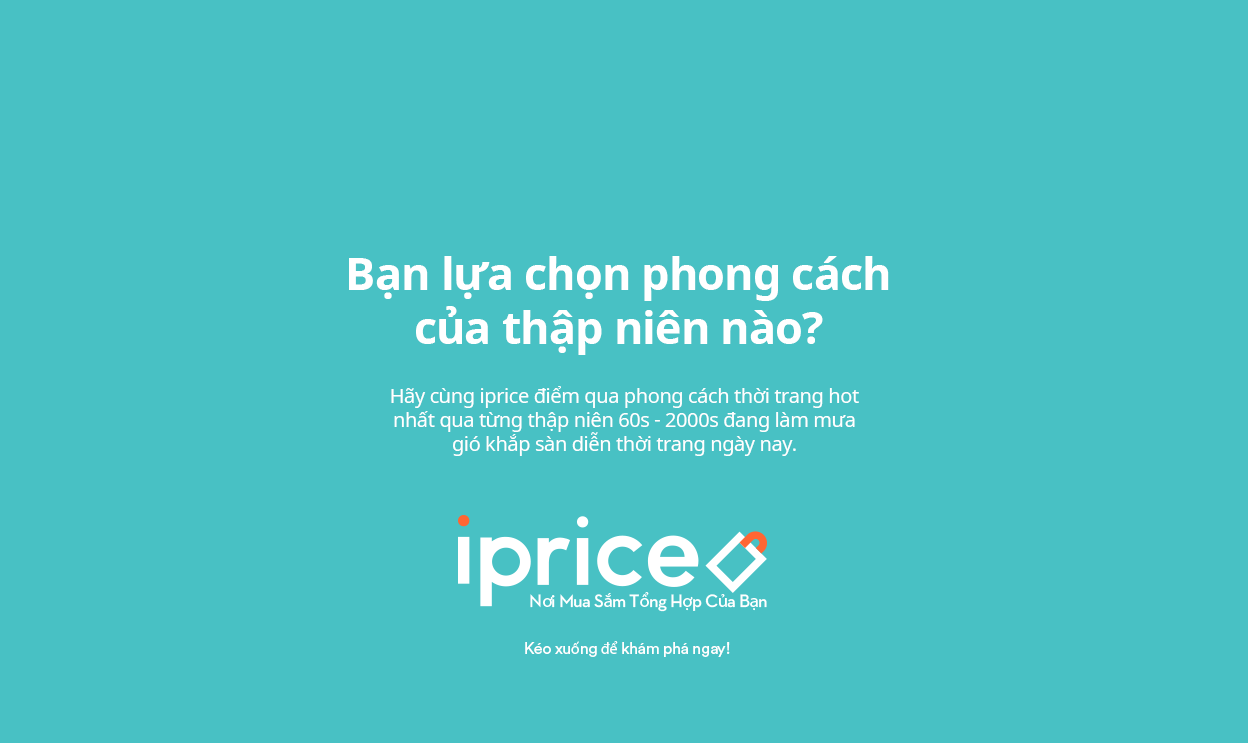 Bạn lựa chọn phong cách
của thập niên nào?
Hãy cùng iprice điểm qua phong cách thời trang hot
nhất qua từng thập niên 60s - 2000s đang làm mưa
gió khắp sàn diễn thời trang ngày nay.
iprice
Nơi Mua Sắm Tổng Hợp Của Bạn
Kéo xuống để khám phá ngay!